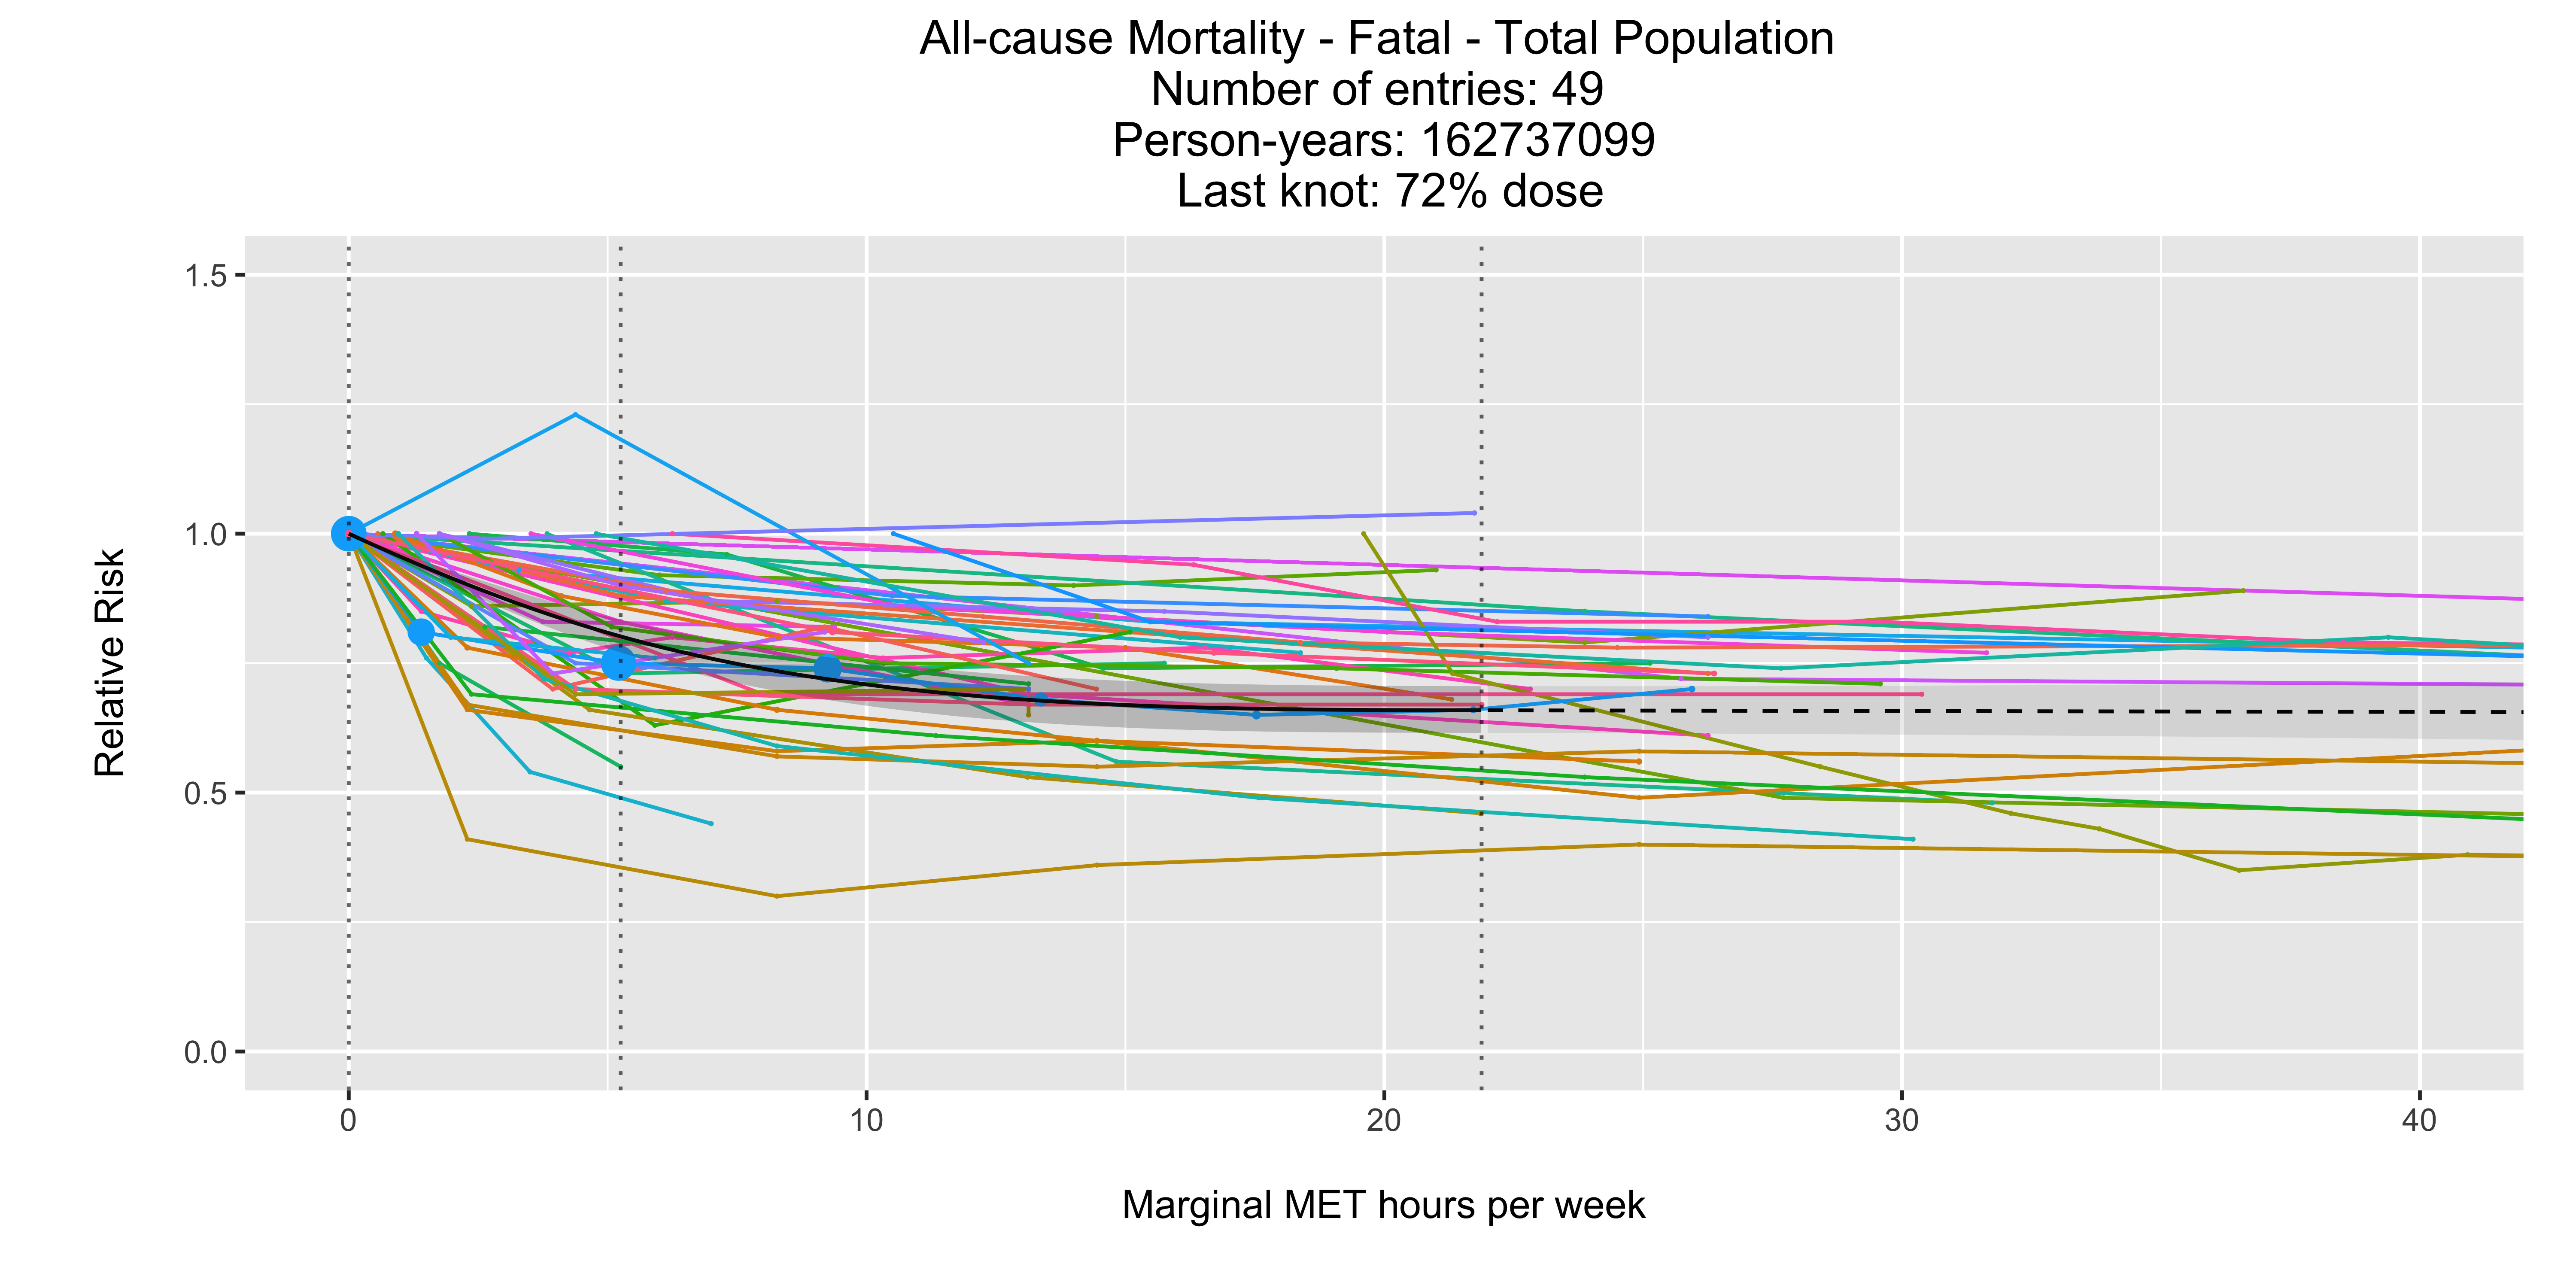 All-cause Mortality - Fatal - Total Population
Number of entries: 49
Person-years: 162737099
Last knot: 72% dose
1.5
1.0
0.5
0.0
Relative Risk
0 10 20 30 40
Marginal MET hours per week